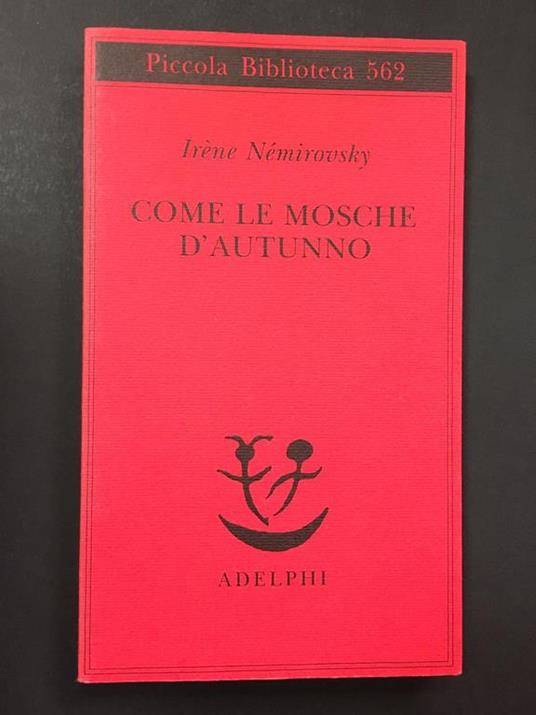 Piccola Biblioteca 562
Irène Némirovsky
COME LE MOSCHE
D'AUTUNNO
ADELPHI